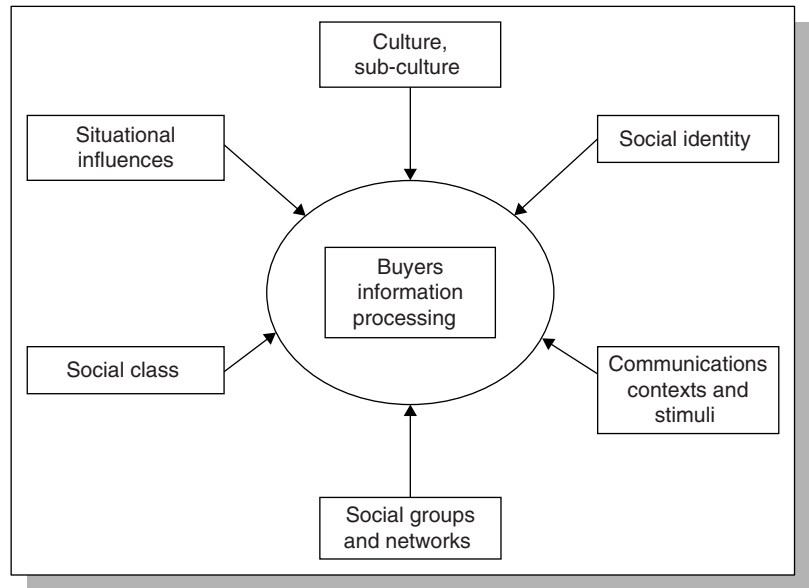 Culture,
sub-culture
Situational
influences
Social identity
Buyers
information
processing
Social class
Communications
contexts and
stimuli
Social groups
and networks